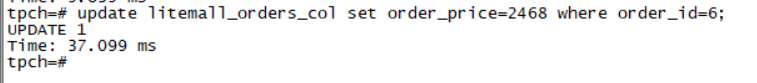 tpch=# update litemall_orders_col set order_price=2468 where order_id=6;
UPDATE 1
Time: 37.099 ms
tpch=#